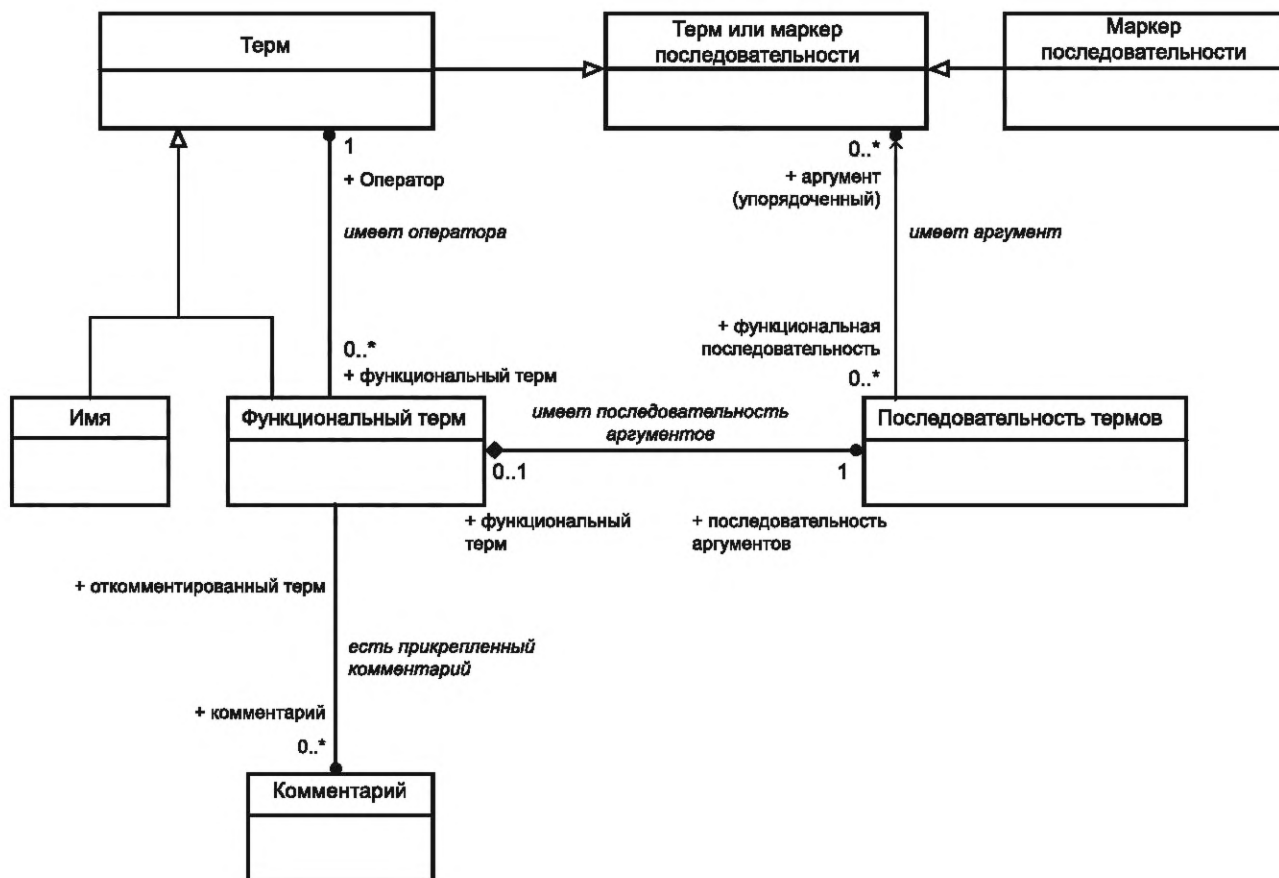 Терм
Терм или маркер
последовательности
Маркер
последовательности
1
+ Оператор
имеет оператора
0..*
+ аргумент
(упорядоченный)
имеет аргумент
0..*
+ функциональный терм
+ функциональная
последовательность
0..*
Имя
Функциональный терм
имеет последовательность
аргументов
Последовательность термов
0..1
1
+ функциональный
терм
+ последовательность
аргументов
+ откомментированный терм
есть прикрепленный
комментарий
+ комментарий
0..*
Комментарий